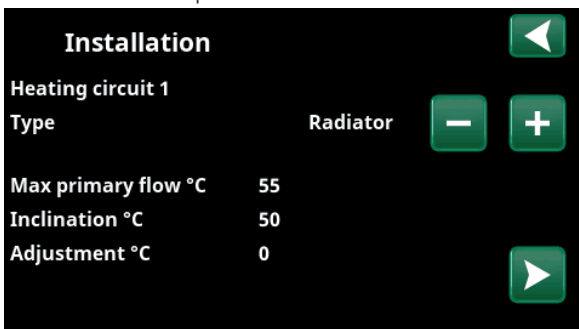 Installation
Heating circuit 1
Type Radiator
Max primary flow °C 55
Inclination °C 50
Adjustment °C 0